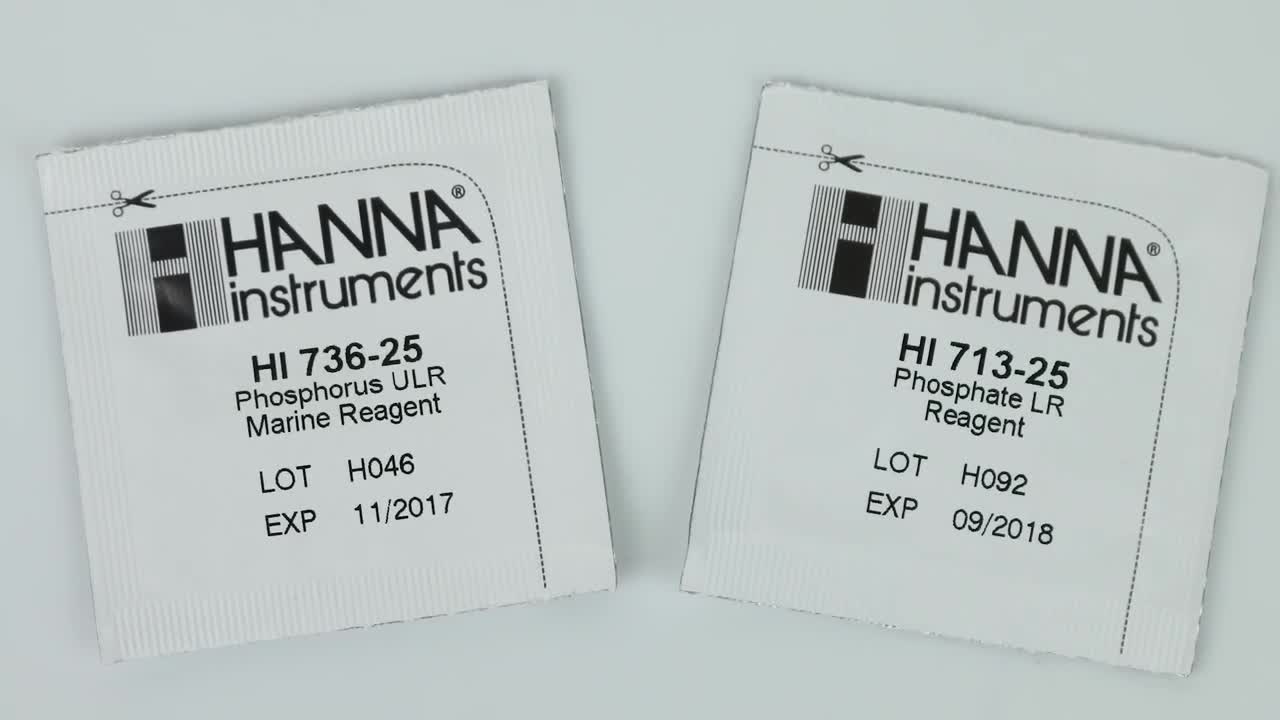 HANNA®
instruments
HI 736-25
Phosphorus ULR
Marine Reagent
LOT H046
EXP 11/2017
HANNA®
instruments
HI 713-25
Phosphate LR
Reagent
LOT H092
EXP 09/2018